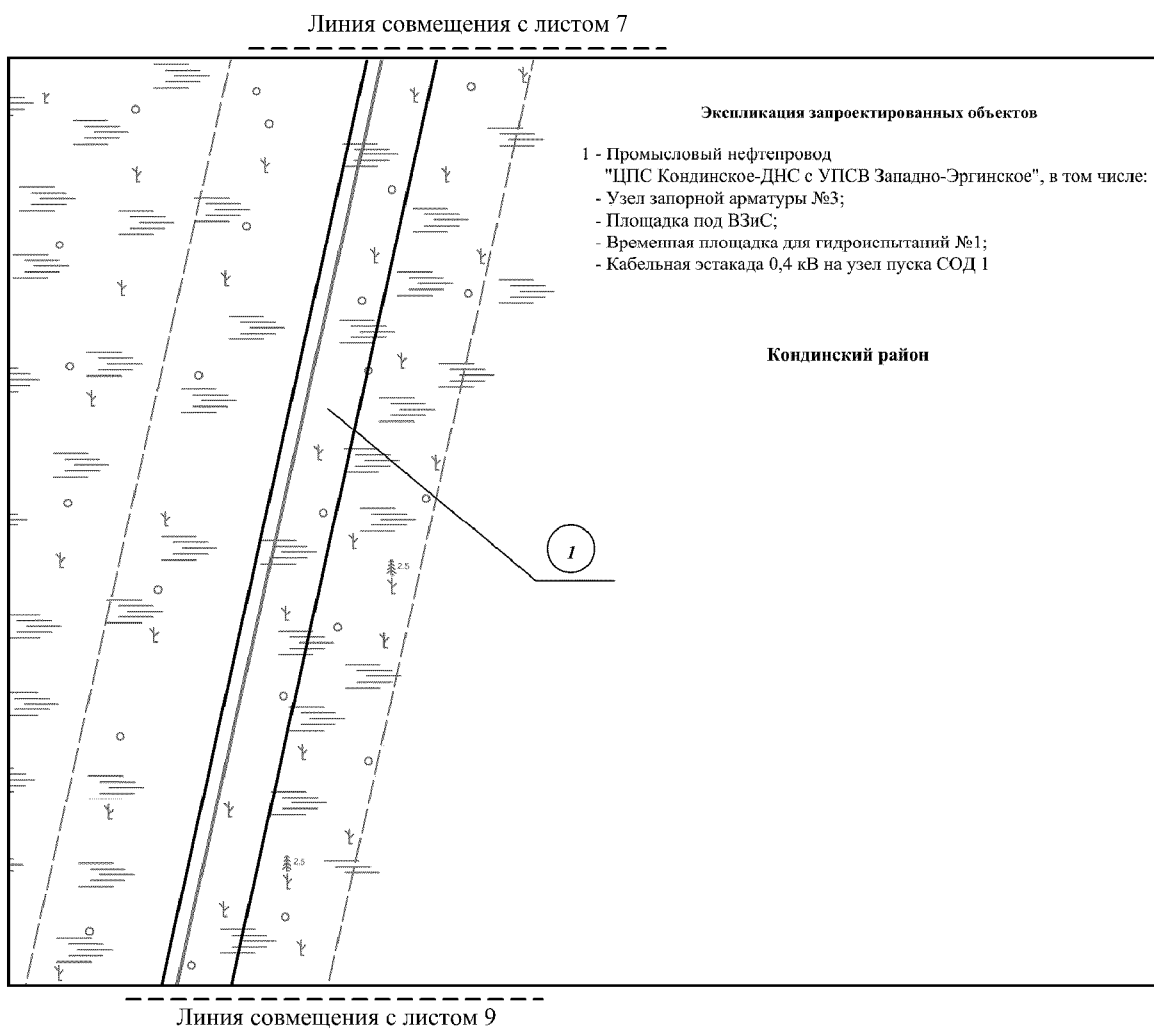 Линия совмещения с листом 7
Экспликация запроектированных объектов
1 - Промысловый нефтепровод
"ЦПС Кондинское-ДНС с УПСВ Западно-Эргинское", в том числе:
- Узел запорной арматуры №3;
- Площадка под ВЗиС;
- Временная площадка для гидроиспытаний №1;
- Кабельная эстакада 0,4 кВ на узел пуска СОД 1
Кондинский район
1
2.5
2.5
Линия совмещения с листом 9